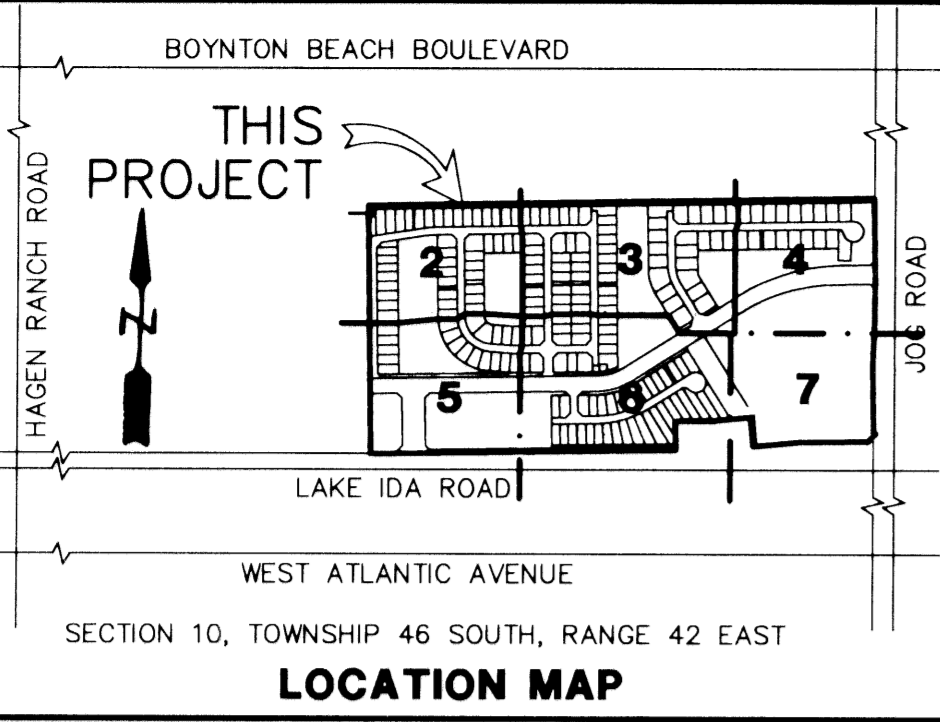 BOYNTON BEACH BOULEVARD
THIS
PROJECT
HAGEN RANCH ROAD
N
2
3
4
JOG ROAD
5
6
7
LAKE IDA ROAD
WEST ATLANTIC AVENUE
SECTION 10, TOWNSHIP 46 SOUTH, RANGE 42 EAST
LOCATION MAP